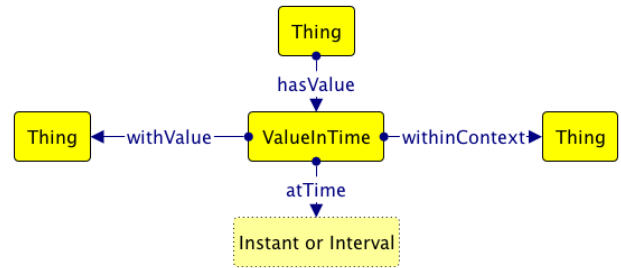 Thing
hasValue
Thing
withValue
ValueInTime
withinContext
Thing
atTime
Instant or Interval